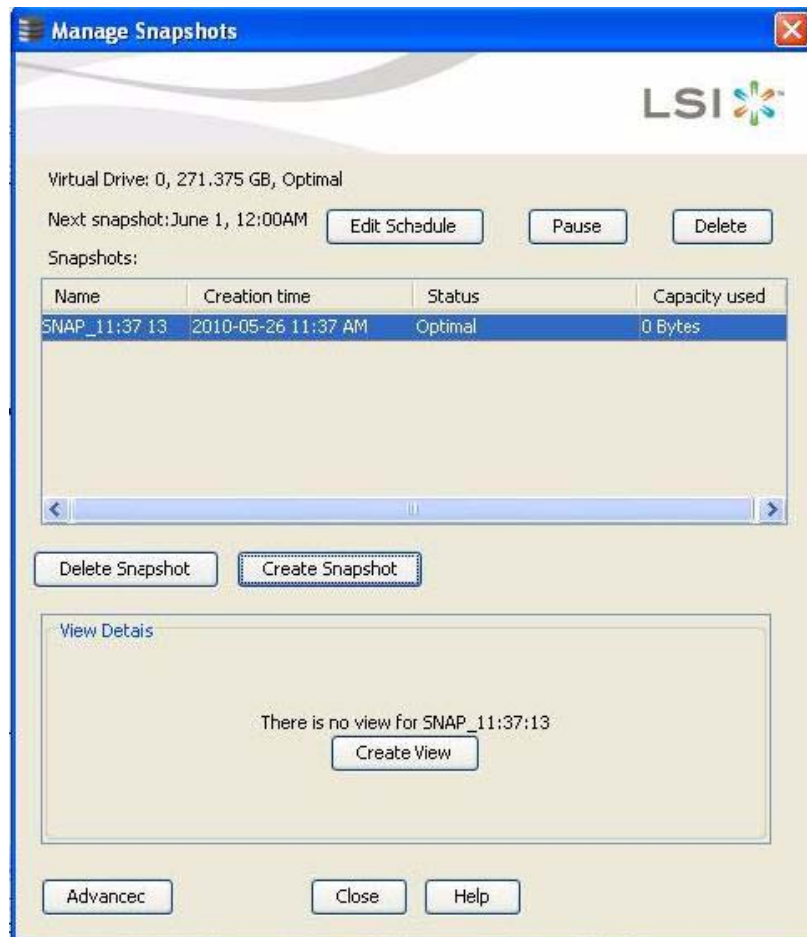 Manage Snapshots
LSI
Virtual Drive: 0, 271.375 GB, Optimal
Next snapshot:June 1, 12:00AM Edit Schedule Pause Delete
Snapshots:
Name Creation time Status Capacity used
SNAP_11:37 13 2010-05-26 11:37 AM Optimal 0 Bytes
Delete Snapshot Create Snapshot
View Detais
There is no view for SNAP_11:37:13
Create View
Advancec Close Help